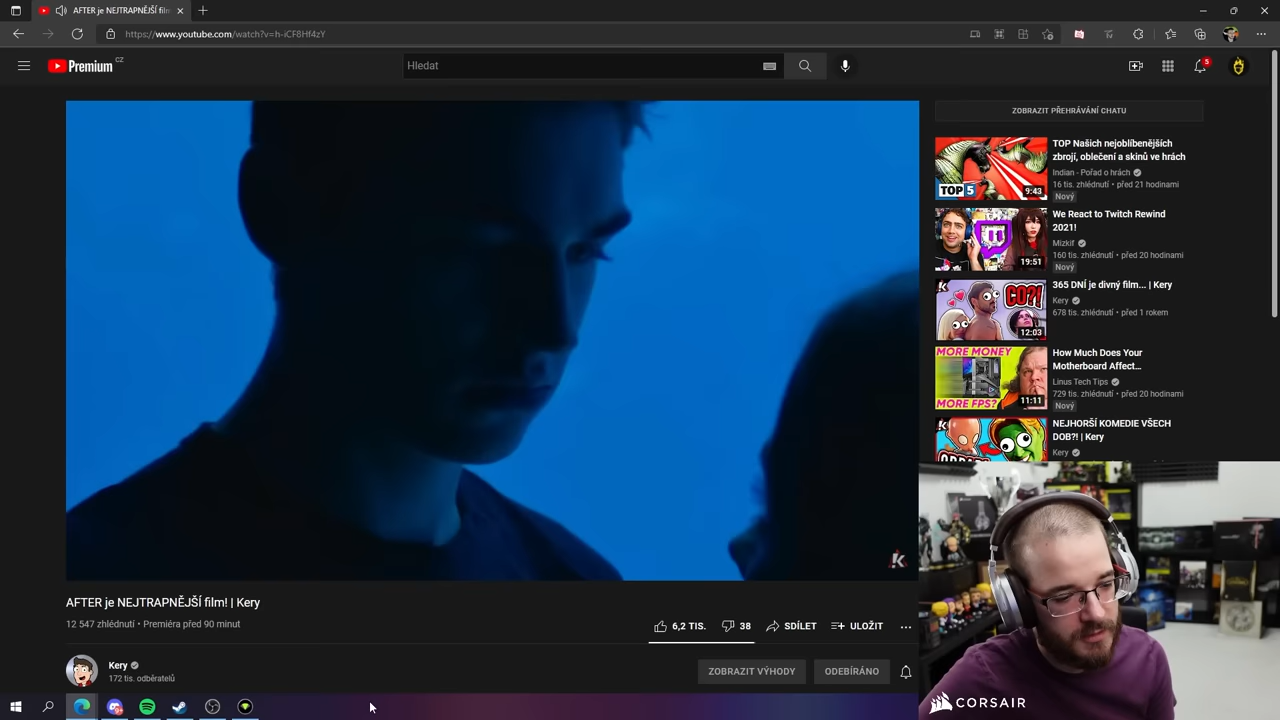 AFTER je NEJTRAPNĚJŠÍ film
https://www.youtube.com/watch?v=h-iCF8Hf4zY
Premium CZ
Hledat
5
ZOBRAZIT PŘEHRÁVÁNÍ CHATU
TOP 5
9:43
TOP Našich nejoblíbenějších
zbrojí, oblečení a skinů ve hrách
Indian - Pořad o hrách
16 tis. zhlédnutí • před 21 hodinami
Nový
19:51
We React to Twitch Rewind
2021!
Mizkif
160 tis. zhlédnutí • před 20 hodinami
Nový
CO?!
12:03
365 DNÍ je divný film... | Kery
Kery
678 tis. zhlédnutí • před 1 rokem
MORE MONEY
MORE FPS?
11:11
How Much Does Your
Motherboard Affect...
Linus Tech Tips
729 tis. zhlédnutí • před 20 hodinami
Nový
NEJHORŠÍ KOMEDIE VŠECH
DOB?! | Kery
Kery
K
AFTER je NEJTRAPNĚJŠÍ film! | Kery
12 547 zhlédnutí • Premiéra před 90 minut
6,2 TIS.
38
SDÍLET
ULOŽIT
Kery
172 tis. odběratelů
ZOBRAZIT VÝHODY
ODEBÍRÁNO
CORSAIR